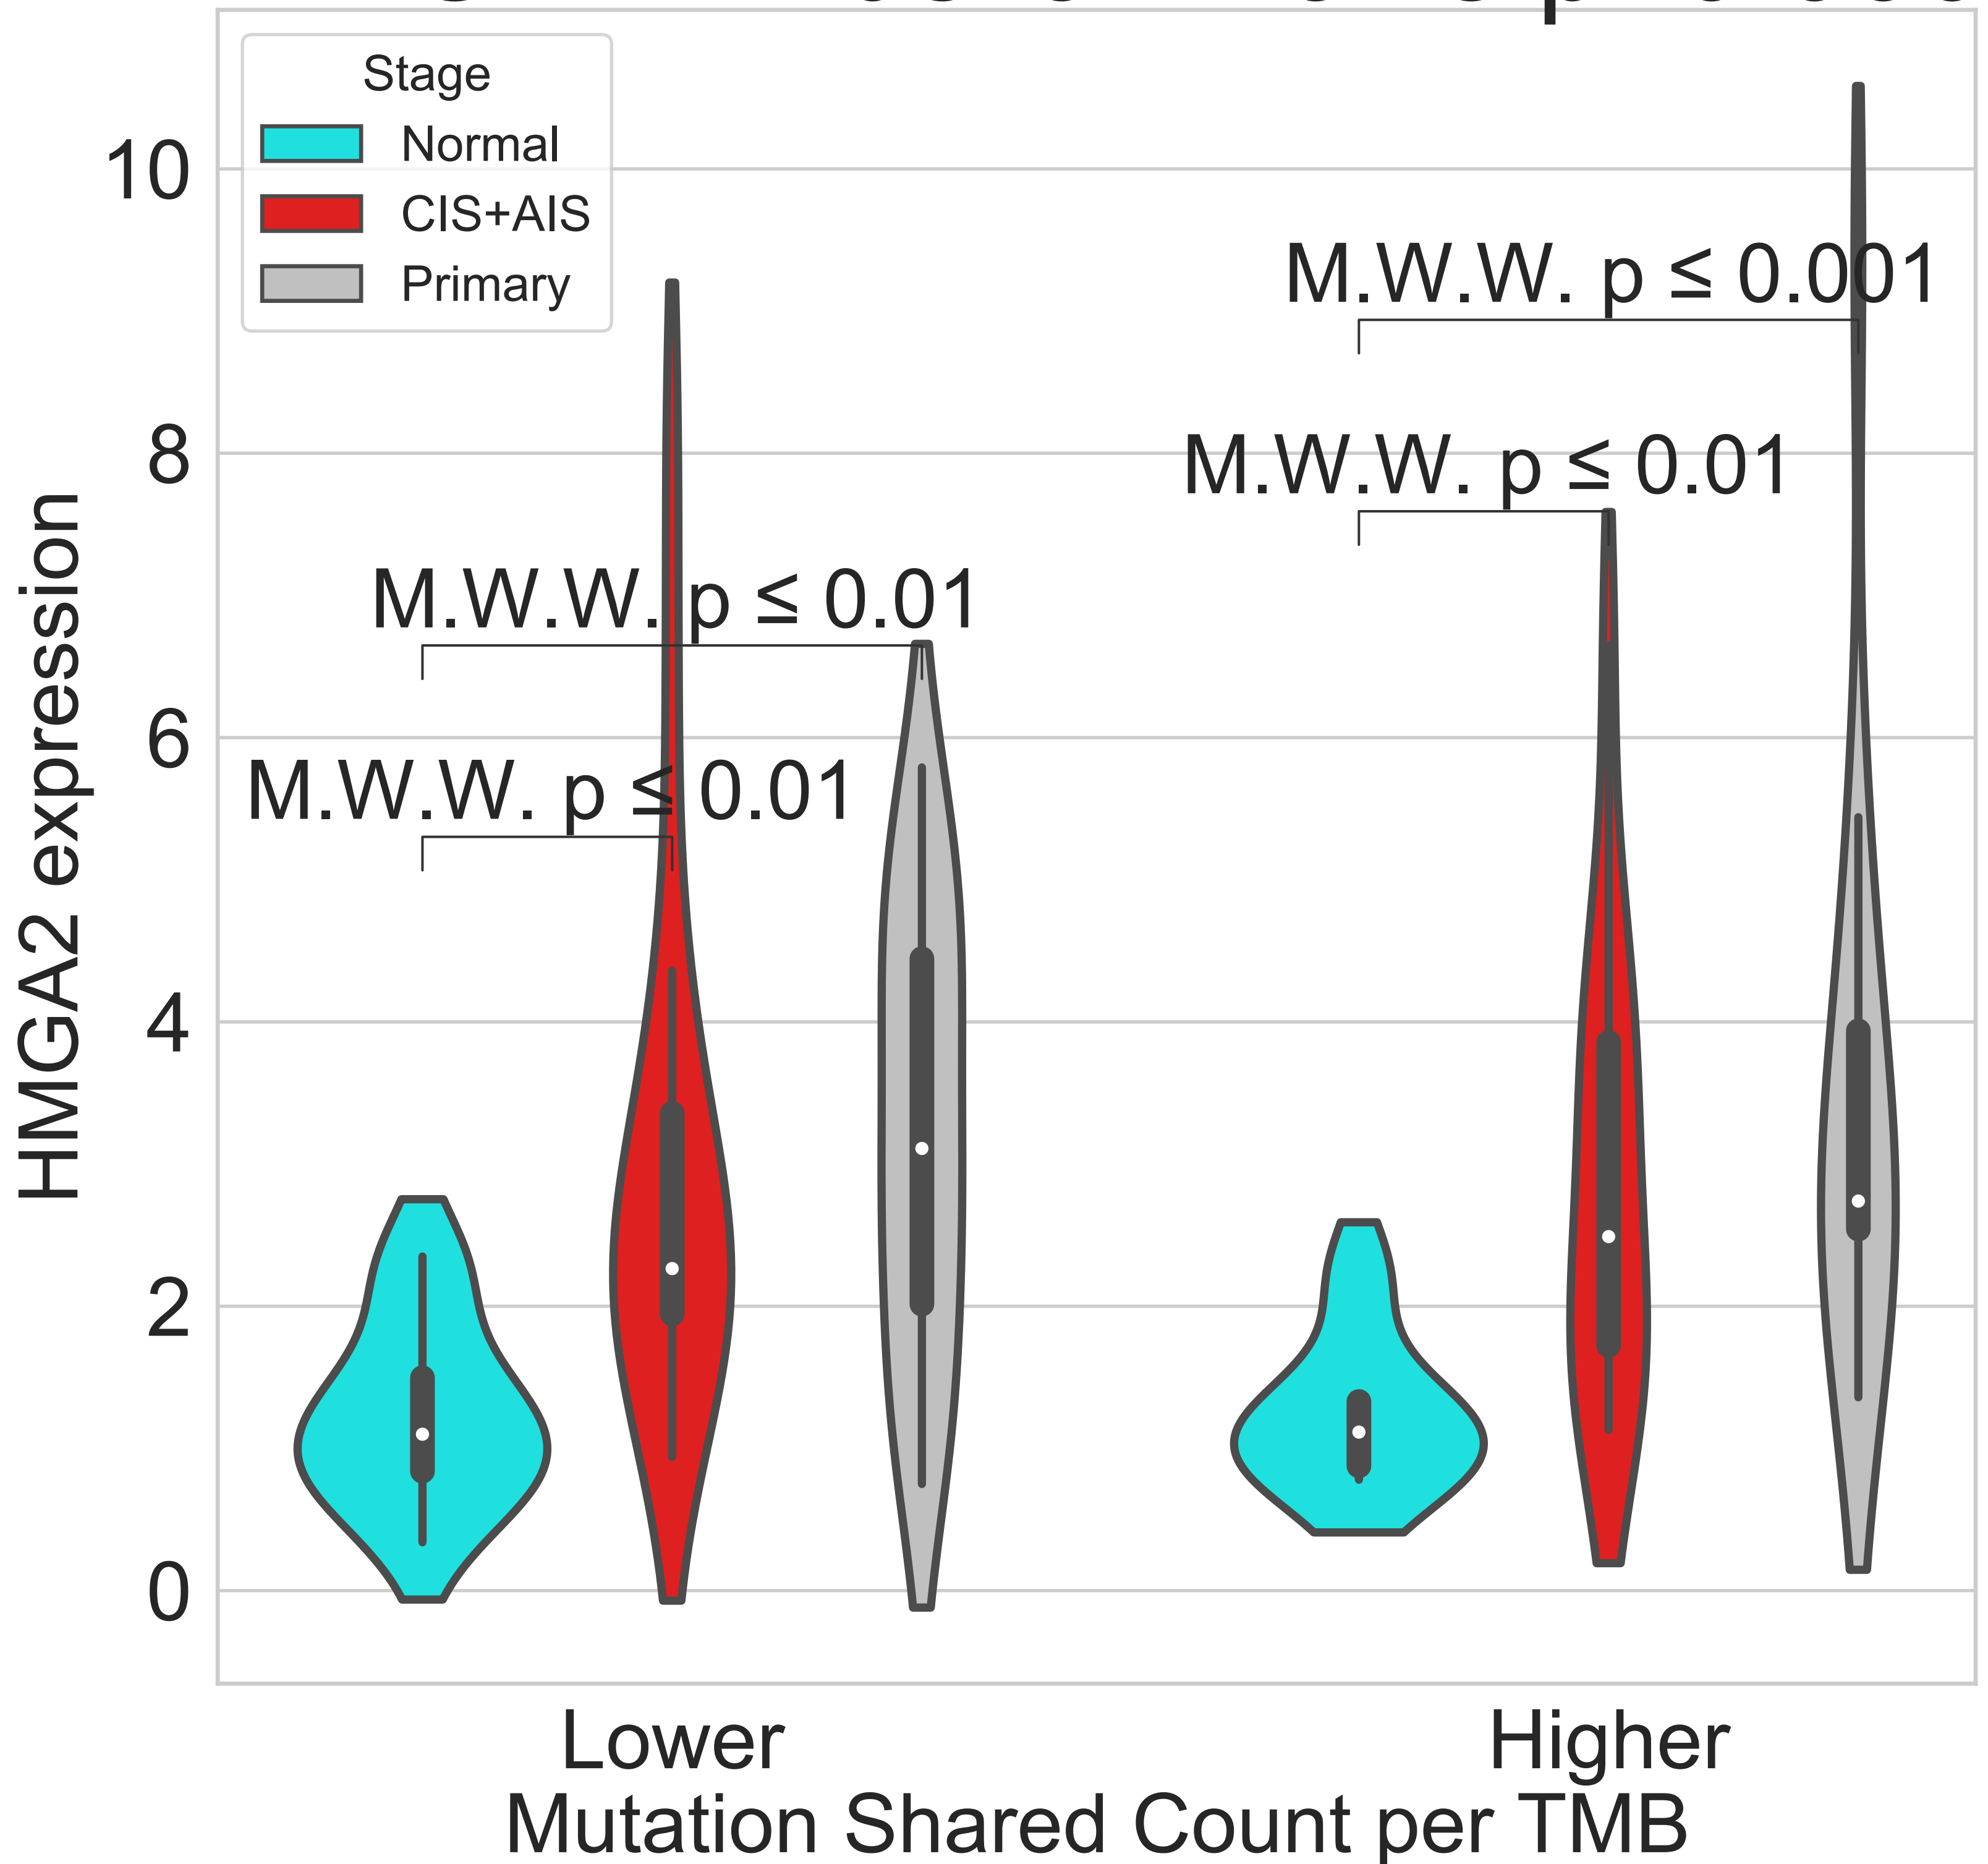 Stage
Normal
CIS+AIS
Primary
10
8
6
4
2
0
HMGA2 expression
M.W.W. p ≤ 0.001
M.W.W. p ≤ 0.01
M.W.W. p ≤ 0.01
M.W.W. p ≤ 0.01
Lower
Higher
Mutation Shared Count per TMB